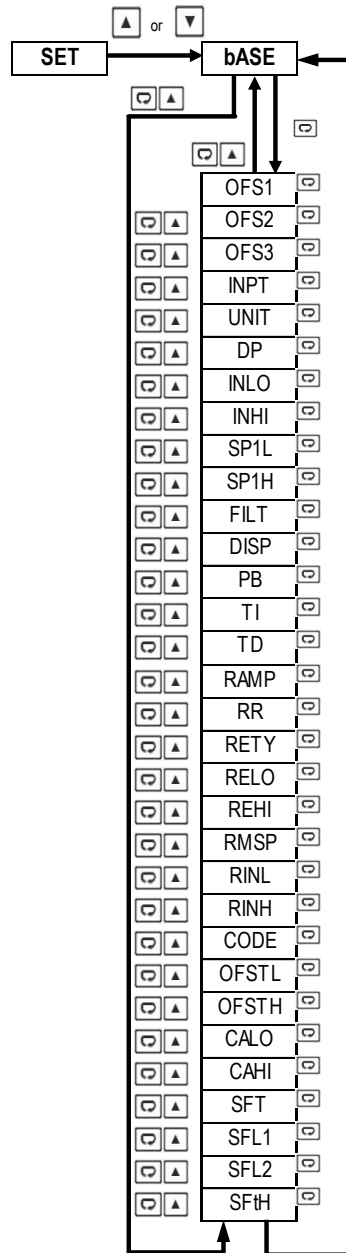 or
SET
bASE
OFS1
OFS2
OFS3
INPT
UNIT
DP
INLO
INHI
SP1L
SP1H
FILT
DISP
PB
TI
TD
RAMP
RR
RETY
RELO
REHI
RMSP
RINL
RINH
CODE
OFSTL
OFSTH
CALO
CAHI
SFT
SFL1
SFL2
SFtH